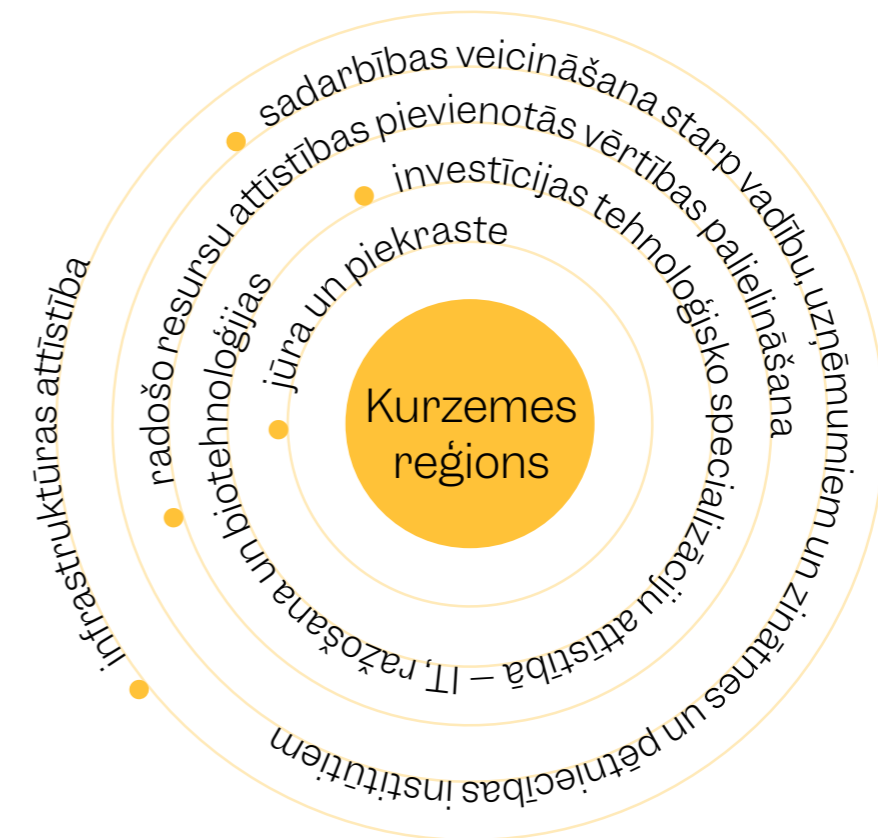 Kurzemes
reģions
jūra un piekraste
investīcijas tehnoloģisko specializāciju attīstībā – IT, ražošana un biotehnoloģijas
radošo resursu attīstības pievienotās vērtības palielināšana
sadarbības veicināšana starp vadību, uzņēmumiem un zinātnes un pētniecības institūtiem
infrastruktūras attīstība